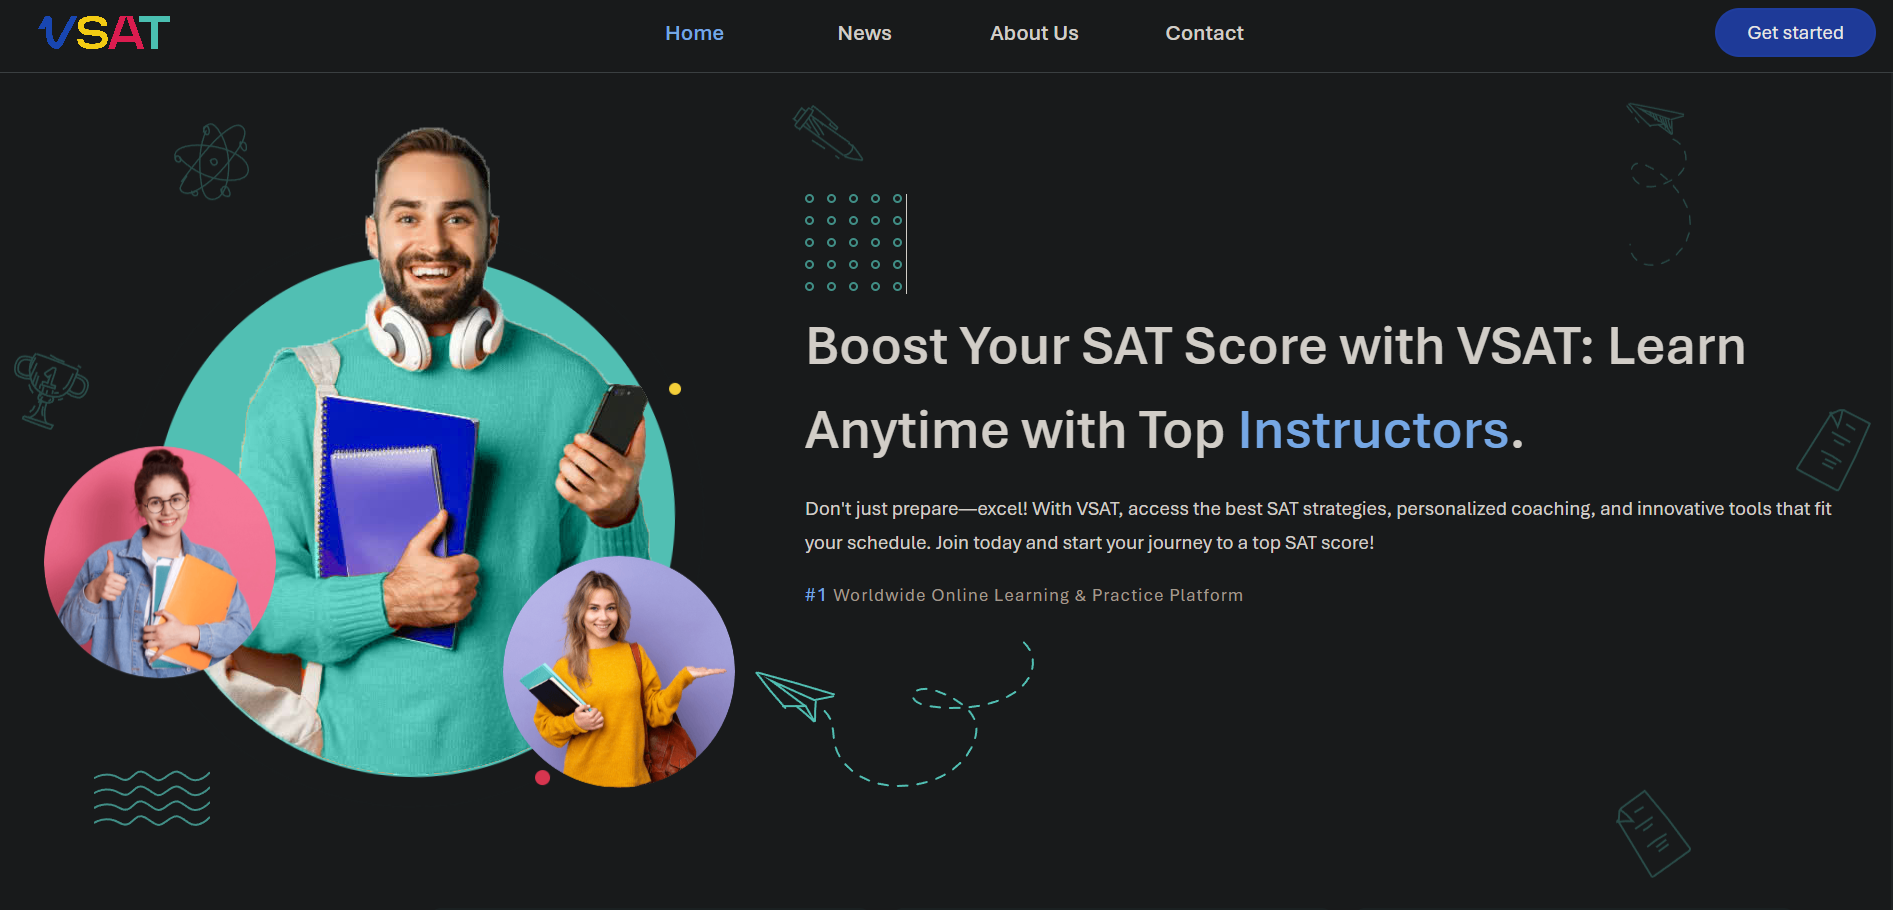 VSAT
Home
News
About Us
Contact
Get started
Boost Your SAT Score with VSAT: Learn
Anytime with Top Instructors.
Don't just prepare—excel! With VSAT, access the best SAT strategies, personalized coaching, and innovative tools that fit
your schedule. Join today and start your journey to a top SAT score!
#1 Worldwide Online Learning & Practice Platform
1